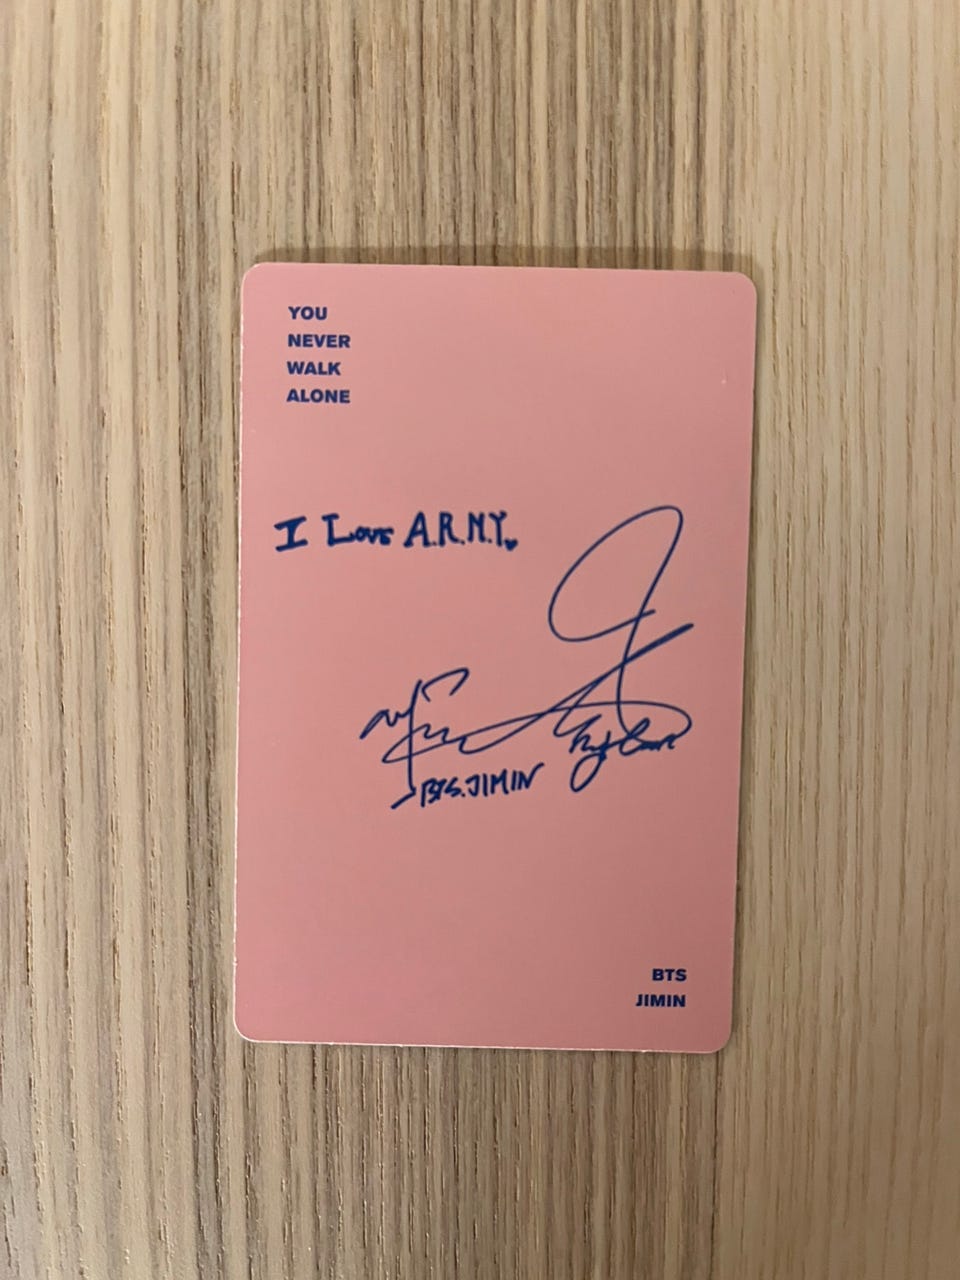 YOU
NEVER
WALK
ALONE
I Love A.R.M.Y.
BTS.JIMIN
BTS
JIMIN